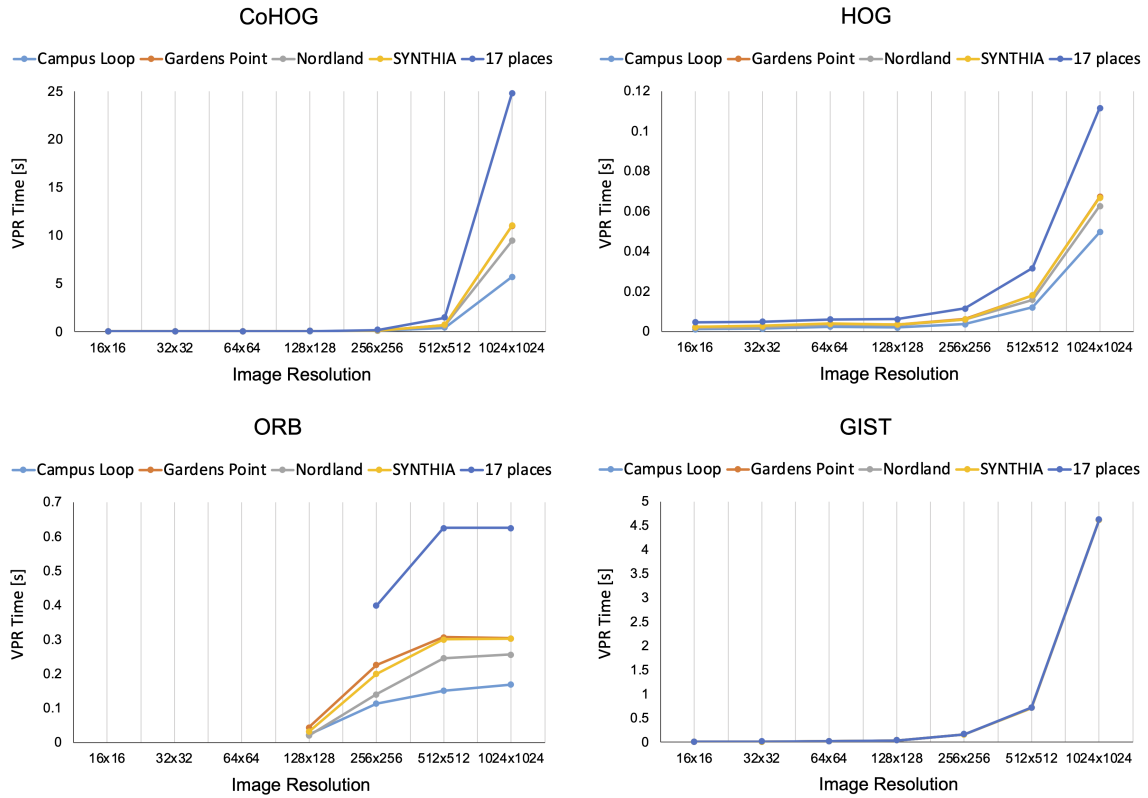 CoHOG
Campus Loop Gardens Point Nordland SYNTHIA 17 places
25
20
15
10
5
0
VPR Time [s]
16x16 32x32 64x64 128x128 256x256 512x512 1024x1024
Image Resolution
HOG
Campus Loop Gardens Point Nordland SYNTHIA 17 places
0.12
0.1
0.08
0.06
0.04
0.02
0
VPR Time [s]
16x16 32x32 64x64 128x128 256x256 512x512 1024x1024
Image Resolution
ORB
Campus Loop Gardens Point Nordland SYNTHIA 17 places
0.7
0.6
0.5
0.4
0.3
0.2
0.1
0
VPR Time [s]
16x16 32x32 64x64 128x128 256x256 512x512 1024x1024
Image Resolution
GIST
Campus Loop Gardens Point Nordland SYNTHIA 17 places
5
4.5
4
3.5
3
2.5
2
1.5
1
0.5
0
VPR Time [s]
16x16 32x32 64x64 128x128 256x256 512x512 1024x1024
Image Resolution